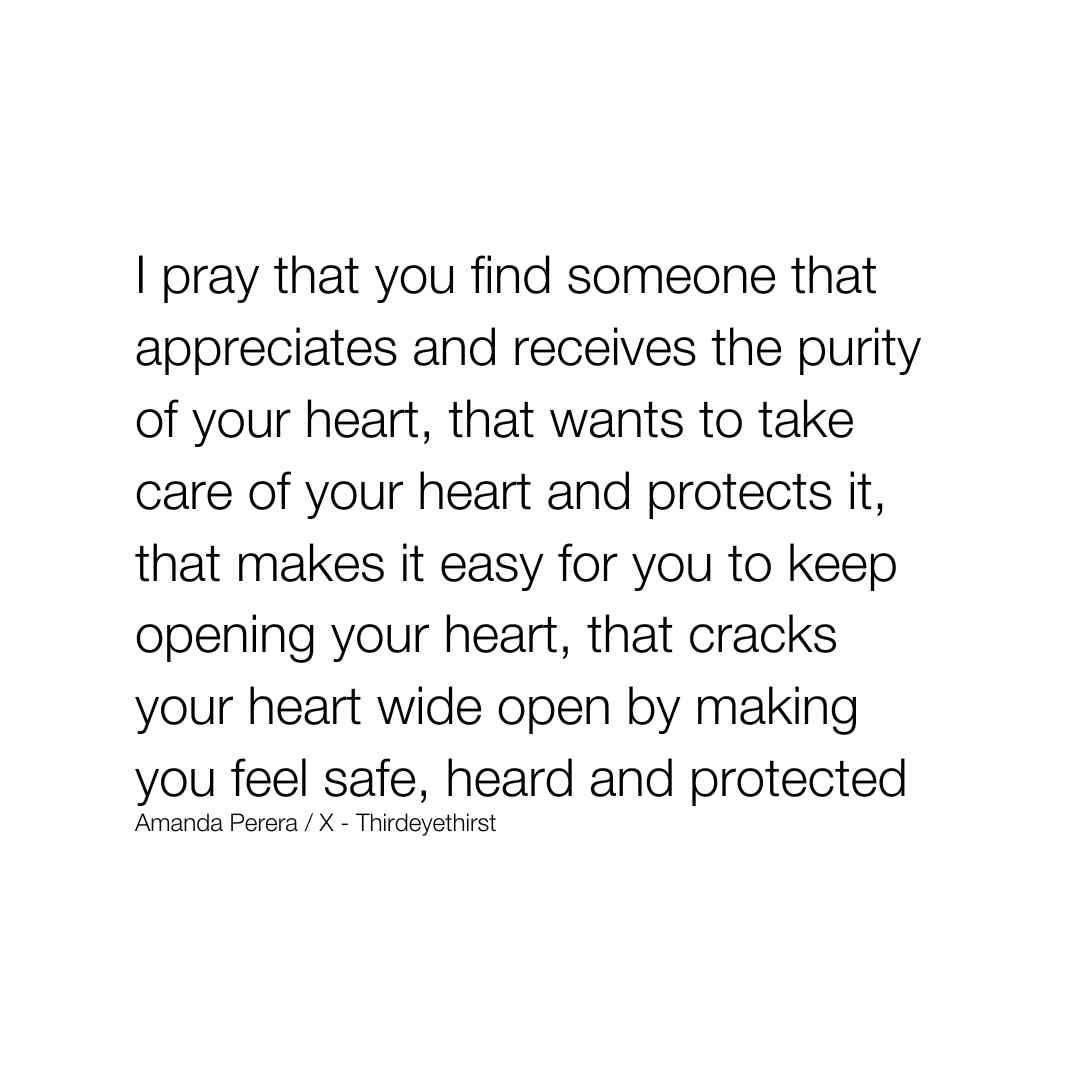 I pray that you find someone that
appreciates and receives the purity
of your heart, that wants to take
care of your heart and protects it,
that makes it easy for you to keep
opening your heart, that cracks
your heart wide open by making
you feel safe, heard and protected
Amanda Perera / X - Thirdeyethirst